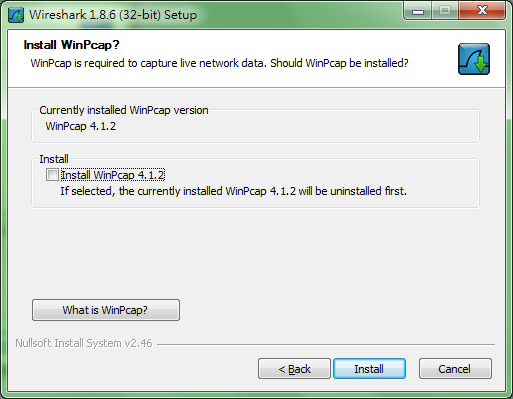 Wireshark 1.8.6 (32-bit) Setup
Install WinPcap?
WinPcap is required to capture live network data. Should WinPcap be installed?
Currently installed WinPcap version
WinPcap 4.1.2
Install
Install WinPcap 4.1.2
If selected, the currently installed WinPcap 4.1.2 will be uninstalled first.
What is WinPcap?
Nullsoft Install System v2.46
< Back
Install
Cancel